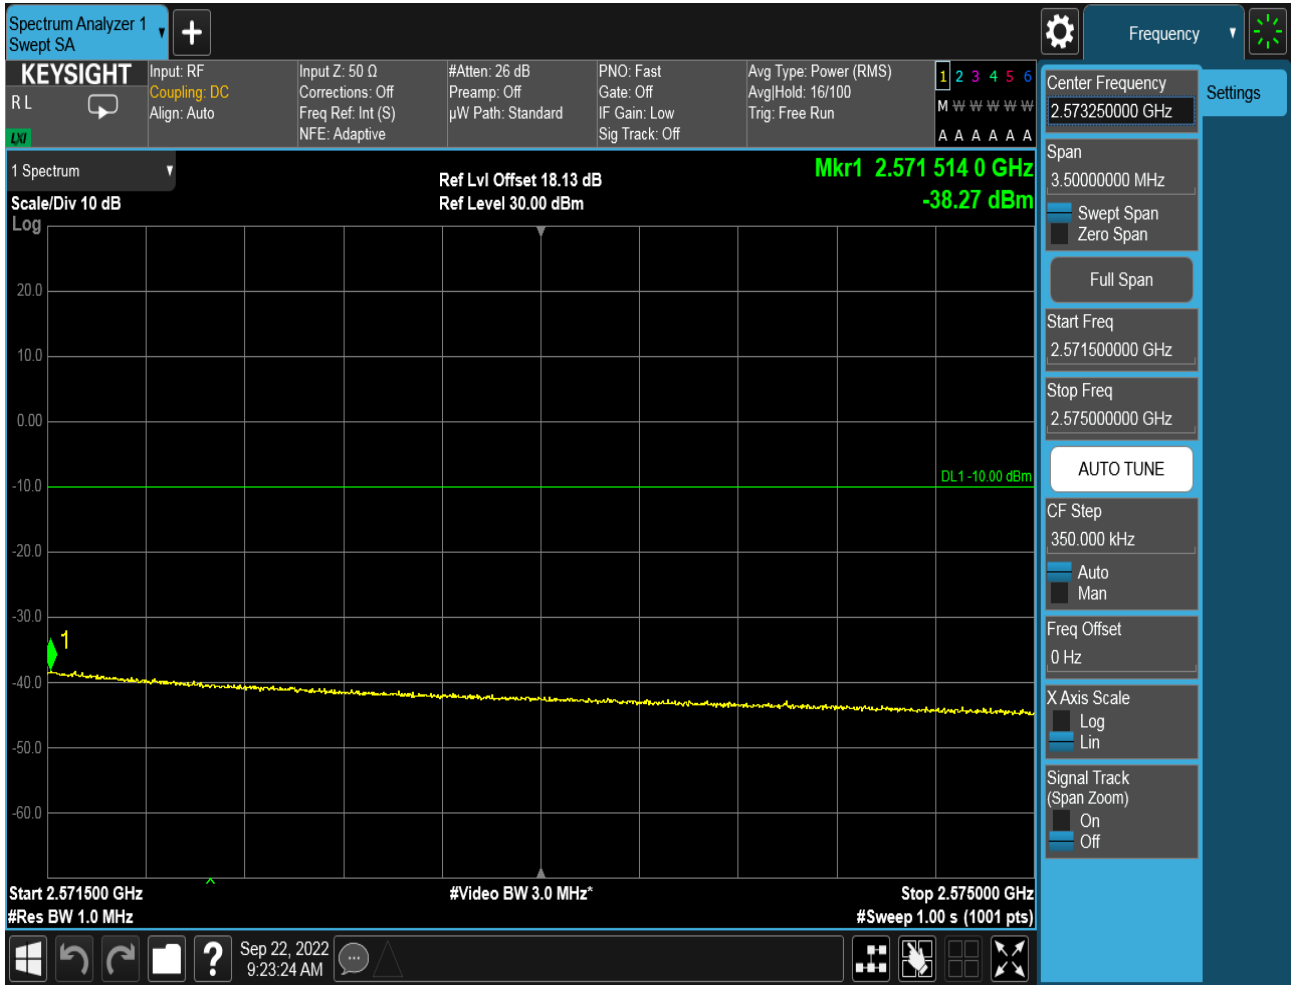 Spectrum Analyzer 1
Swept SA
Frequency
KEYSIGHT
R L
LXI
Input: RF
Coupling: DC
Align: Auto
Input Z: 50 Ω
Corrections: Off
Freq Ref: Int (S)
NFE: Adaptive
#Atten: 26 dB
Preamp: Off
µW Path: Standard
PNO: Fast
Gate: Off
IF Gain: Low
Sig Track: Off
Avg Type: Power (RMS)
Avg|Hold: 16/100
Trig: Free Run
1 2 3 4 5 6
M W W W W W
A A A A A A
1 Spectrum
Scale/Div 10 dB
Log
Ref Lvl Offset 18.13 dB
Ref Level 30.00 dBm
Mkr1 2.571 514 0 GHz
-38.27 dBm
20.0
10.0
0.00
-10.0
-20.0
-30.0
-40.0
-50.0
-60.0
DL1 -10.00 dBm
1
Start 2.571500 GHz
#Res BW 1.0 MHz
#Video BW 3.0 MHz*
Stop 2.575000 GHz
#Sweep 1.00 s (1001 pts)
Center Frequency
2.573250000 GHz
Span
3.50000000 MHz
Swept Span
Zero Span
Full Span
Start Freq
2.571500000 GHz
Stop Freq
2.575000000 GHz
AUTO TUNE
CF Step
350.000 kHz
Auto
Man
Freq Offset
0 Hz
X Axis Scale
Log
Lin
Signal Track
(Span Zoom)
On
Off
Settings
?
Sep 22, 2022
9:23:24 AM